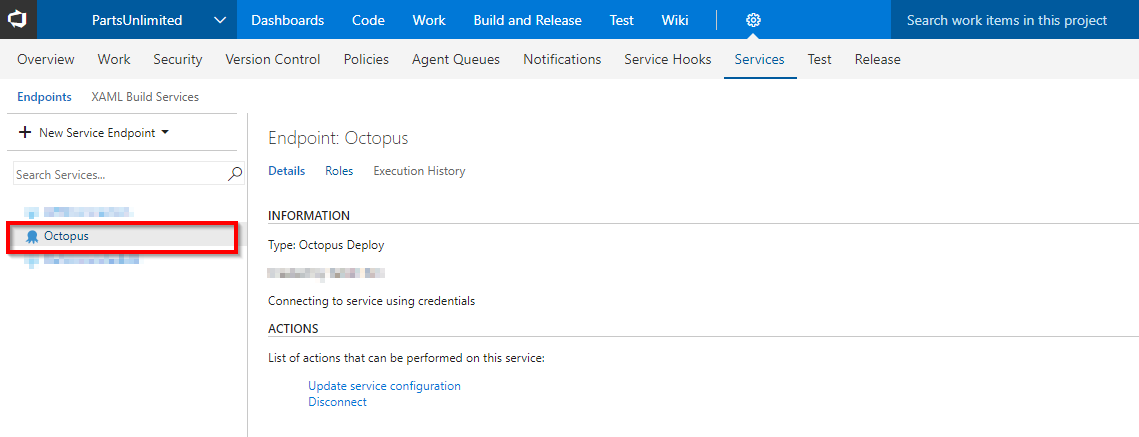 PartsUnlimited Dashboards Code Work Build and Release Test Wiki Search work items in this project
Overview Work Security Version Control Policies Agent Queues Notifications Service Hooks Services Test Release
Endpoints XAML Build Services
New Service Endpoint
Search Services...
Octopus
Endpoint: Octopus
Details Roles Execution History
INFORMATION
Type: Octopus Deploy
Connecting to service using credentials
ACTIONS
List of actions that can be performed on this service:
Update service configuration
Disconnect